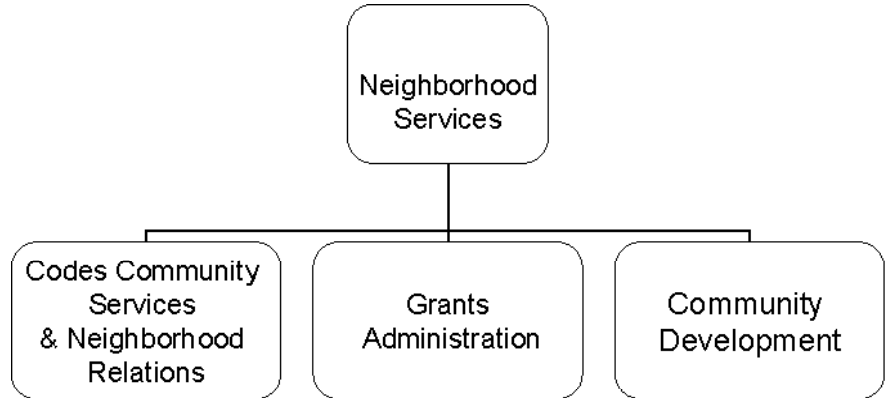 Neighborhood
Services
Codes Community
Services
& Neighborhood
Relations
Grants
Administration
Community
Development